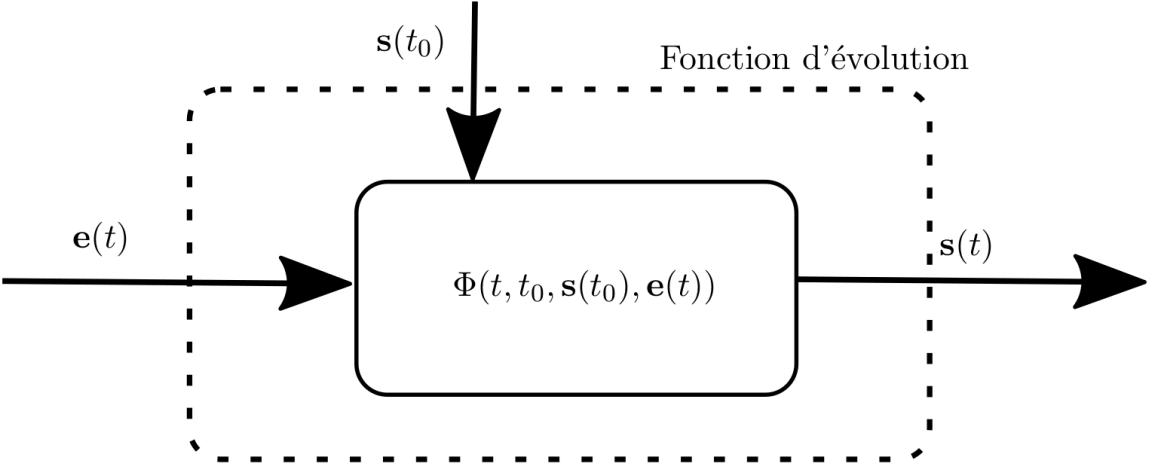 s(t₀)
Fonction d'évolution
e(t)
s(t)
Φ(t, t₀, s(t₀), e(t))